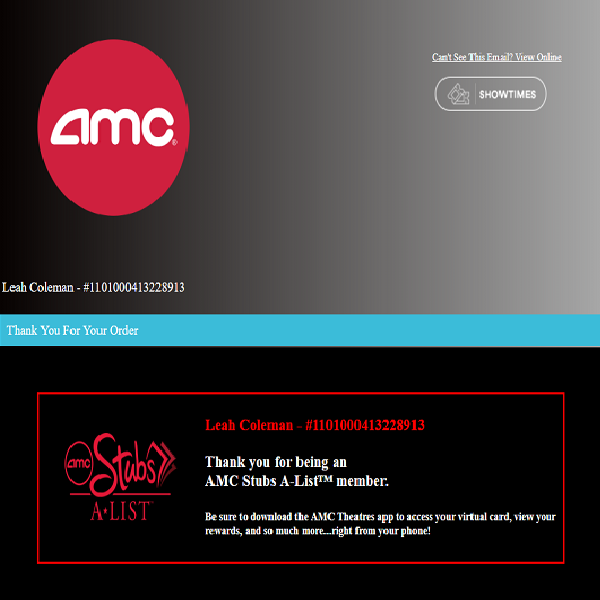 Can't See This Email? View Online
SHOWTIMES
amc
Leah Coleman - #1101000413228913
Thank You For Your Order
Leah Coleman - #1101000413228913
Thank you for being an
AMC Stubs A-List™ member.
amc Stubs
A★LIST
Be sure to download the AMC Theatres app to access your virtual card, view your
rewards, and so much more...right from your phone!